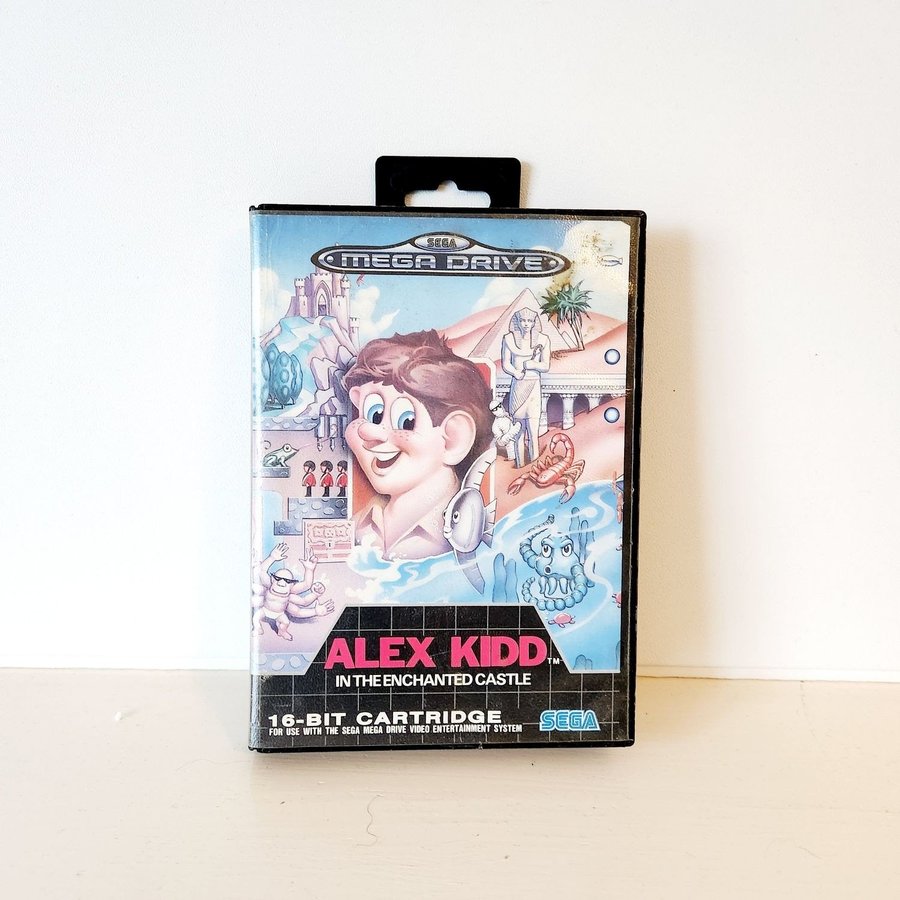 SEGA
MEGA DRIVE
ALEX KIDD™
IN THE ENCHANTED CASTLE
16-BIT CARTRIDGE
FOR USE WITH THE SEGA MEGA DRIVE VIDEO ENTERTAINMENT SYSTEM
SEGA